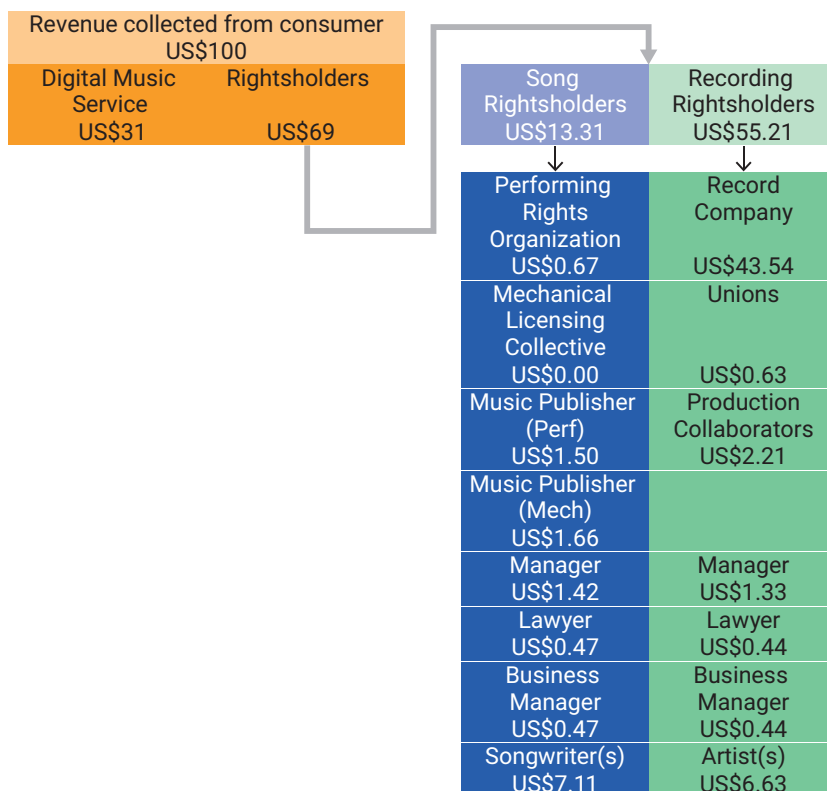 Revenue collected from consumer
US$100
Digital Music
Service
US$31
Rightsholders
US$69
Song
Rightsholders
US$13.31
Recording
Rightsholders
US$55.21
Performing
Rights
Organization
US$0.67
Record
Company
US$43.54
Mechanical
Licensing
Collective
US$0.00
Unions
US$0.63
Music Publisher
(Perf)
US$1.50
Production
Collaborators
US$2.21
Music Publisher
(Mech)
US$1.66
Manager
US$1.42
Manager
US$1.33
Lawyer
US$0.47
Lawyer
US$0.44
Business
Manager
US$0.47
Business
Manager
US$0.44
Songwriter(s)
US$7.11
Artist(s)
US$6.63